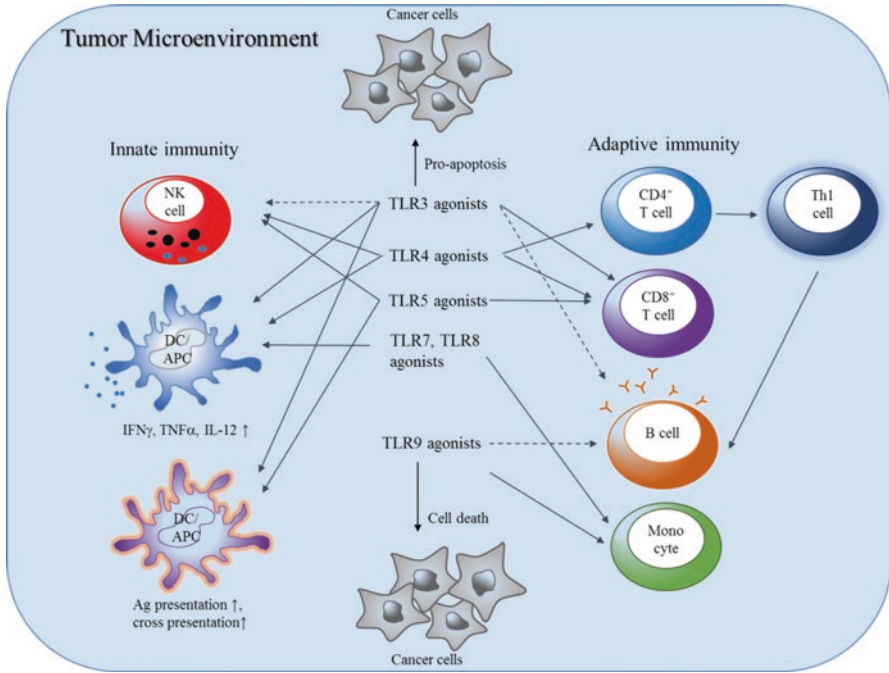 Cancer cells
Tumor Microenvironment
Innate immunity
Pro-apoptosis
Adaptive immunity
NK
cell
TLR3 agonists
CD4⁺
T cell
Th1
cell
TLR4 agonists
TLR5 agonists
CD8⁺
T cell
DC/
APC
TLR7, TLR8
agonists
IFNγ, TNFα, IL-12 ↑
TLR9 agonists
B cell
DC/
APC
Cell death
Mono
cyte
Ag presentation ↑,
cross presentation↑
Cancer cells